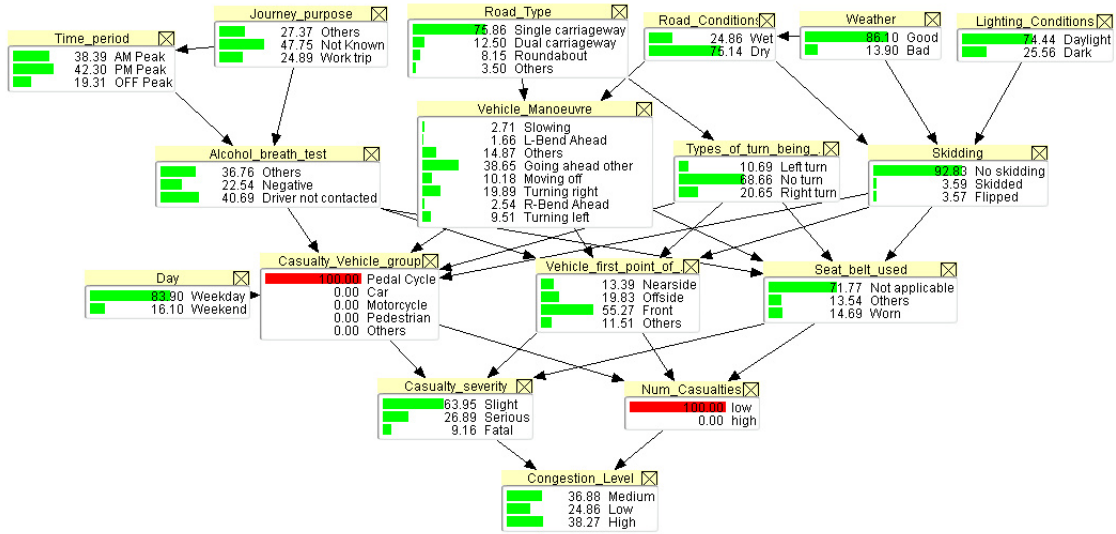 Journey_purpose
27.37 Others
47.75 Not Known
24.89 Work trip
Road_Type
75.86 Single carriageway
12.50 Dual carriageway
8.15 Roundabout
3.50 Others
Road_Conditions
24.86 Wet
75.14 Dry
Weather
86.10 Good
13.90 Bad
Lighting_Conditions
74.44 Daylight
25.56 Dark
Time_period
38.39 AM Peak
42.30 PM Peak
19.31 OFF Peak
Vehicle_Manoeuvre
2.71 Slowing
1.66 L-Bend Ahead
14.87 Others
38.65 Going ahead other
10.18 Moving off
19.89 Turning right
2.54 R-Bend Ahead
9.51 Turning left
Alcohol_breath_test
36.76 Others
22.54 Negative
40.69 Driver not contacted
Types_of_turn_being_.
10.69 Left turn
68.66 No turn
20.65 Right turn
Skidding
92.83 No skidding
3.59 Skidded
3.57 Flipped
Day
83.90 Weekday
16.10 Weekend
Casualty_Vehicle_group
100.00 Pedal Cycle
0.00 Car
0.00 Motorcycle
0.00 Pedestrian
0.00 Others
Vehicle_first_point_of_.
13.39 Nearside
19.83 Offside
55.27 Front
11.51 Others
Seat_belt_used
71.77 Not applicable
13.54 Others
14.69 Worn
Casualty_severity
63.95 Slight
26.89 Serious
9.16 Fatal
Num_Casualties
100.00 low
0.00 high
Congestion_Level
36.88 Medium
24.86 Low
38.27 High